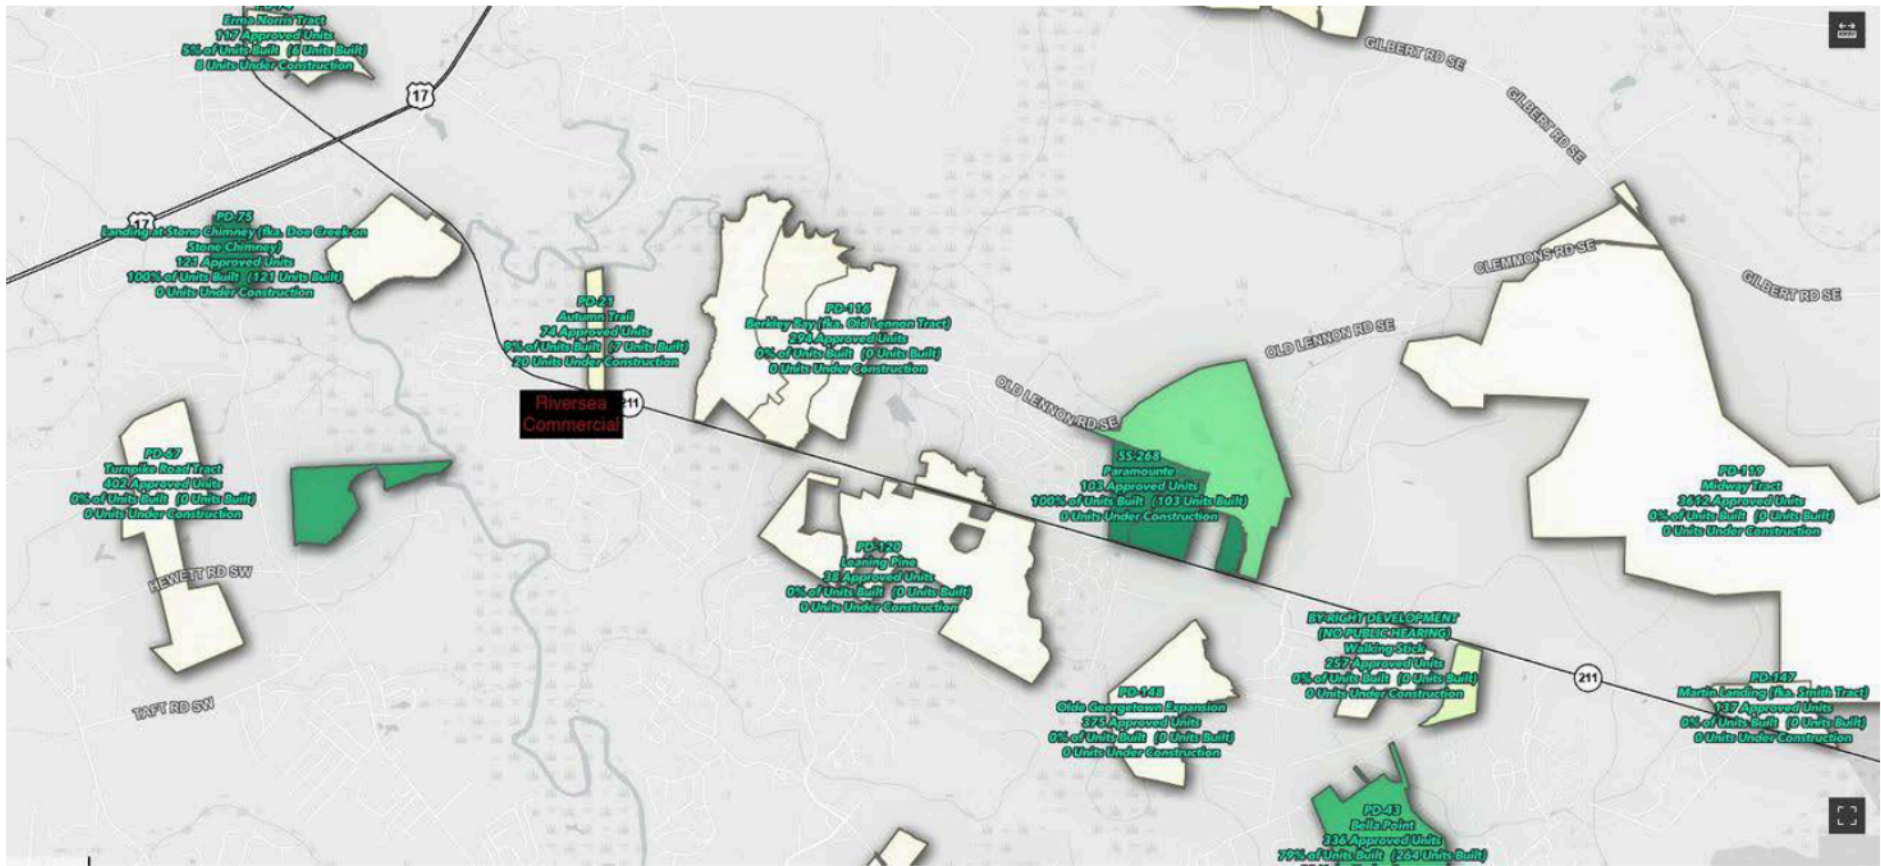 Erma Norris Tract
117 Approved Units
5% of Units Built (6 Units Built)
8 Units Under Construction
17
GILBERT RD SE
GILBERT RD SE
17
PD-75
Landing at Stone Chimney (fka. Doe Creek on
Stone Chimney)
121 Approved Units
100% of Units Built (121 Units Built)
0 Units Under Construction
CLEMMONS RD SE
GILBERT RD SE
PD-21
Autumn Trail
74 Approved Units
9% of Units Built (7 Units Built)
20 Units Under Construction
PD-116
Berkley Bay (fka. Old Lennon Tract)
294 Approved Units
0% of Units Built (0 Units Built)
0 Units Under Construction
OLD LENNON RD SE
OLD LENNON RD SE
Riversea
Commercial
211
PD-67
Turnpike Road Tract
402 Approved Units
0% of Units Built (0 Units Built)
0 Units Under Construction
SS-268
Paramounte
103 Approved Units
100% of Units Built (103 Units Built)
0 Units Under Construction
PD-119
Midway Tract
3612 Approved Units
0% of Units Built (0 Units Built)
0 Units Under Construction
PD-120
Leaning Pine
38 Approved Units
0% of Units Built (0 Units Built)
0 Units Under Construction
HEWETT RD SW
BY-RIGHT DEVELOPMENT
(NO PUBLIC HEARING)
Walking Stick
257 Approved Units
0% of Units Built (0 Units Built)
0 Units Under Construction
211
PD-148
Olde Georgetown Expansion
375 Approved Units
0% of Units Built (0 Units Built)
0 Units Under Construction
PD-147
Martin Landing (fka. Smith Tract)
137 Approved Units
0% of Units Built (0 Units Built)
0 Units Under Construction
TAFT RD SW
PD-43
Bella Point
336 Approved Units
79% of Units Built (264 Units Built)